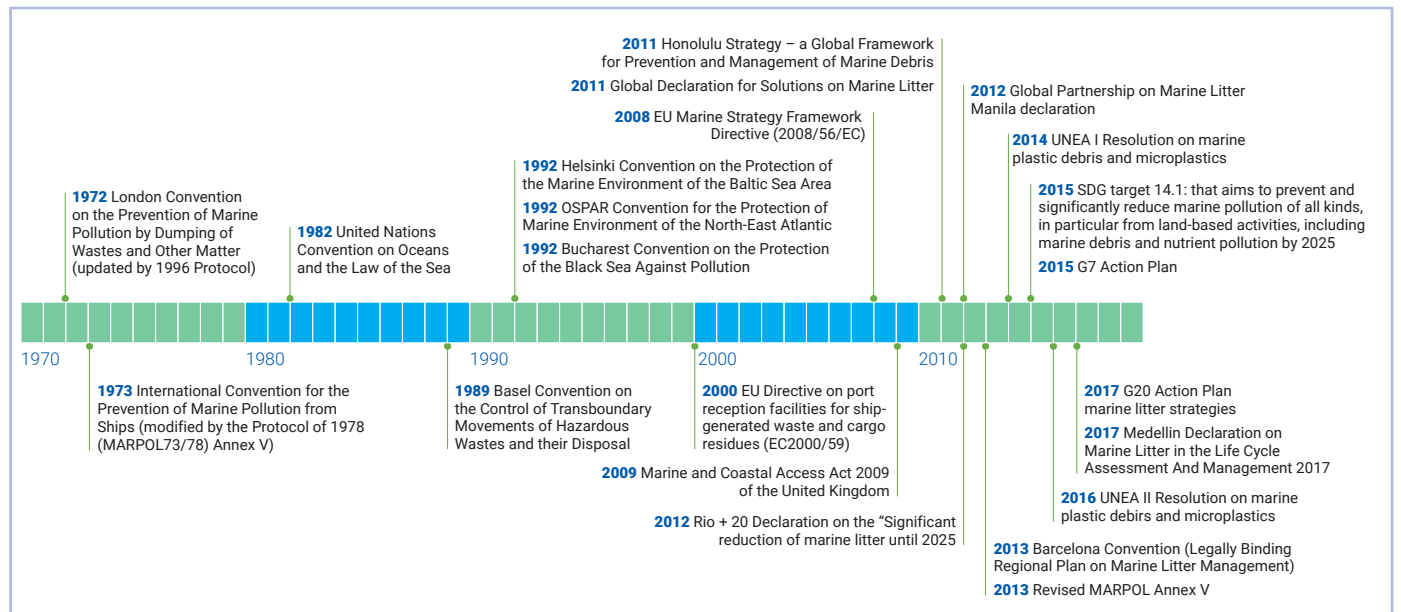 2011 Honolulu Strategy – a Global Framework
for Prevention and Management of Marine Debris
2011 Global Declaration for Solutions on Marine Litter
2008 EU Marine Strategy Framework
Directive (2008/56/EC)
1992 Helsinki Convention on the Protection of
the Marine Environment of the Baltic Sea Area
1992 OSPAR Convention for the Protection of
Marine Environment of the North-East Atlantic
1992 Bucharest Convention on the Protection
of the Black Sea Against Pollution
1972 London Convention
on the Prevention of Marine
Pollution by Dumping of
Wastes and Other Matter
(updated by 1996 Protocol)
1982 United Nations
Convention on Oceans
and the Law of the Sea
2012 Global Partnership on Marine Litter
Manila declaration
2014 UNEA I Resolution on marine
plastic debris and microplastics
2015 SDG target 14.1: that aims to prevent and
significantly reduce marine pollution of all kinds,
in particular from land-based activities, including
marine debris and nutrient pollution by 2025
2015 G7 Action Plan
1970
1980
1990
2000
2010
1973 International Convention for the
Prevention of Marine Pollution from
Ships (modified by the Protocol of 1978
(MARPOL73/78) Annex V)
1989 Basel Convention on
the Control of Transboundary
Movements of Hazardous
Wastes and their Disposal
2000 EU Directive on port
reception facilities for ship-
generated waste and cargo
residues (EC2000/59)
2009 Marine and Coastal Access Act 2009
of the United Kingdom
2012 Rio + 20 Declaration on the “Significant
reduction of marine litter until 2025
2017 G20 Action Plan
marine litter strategies
2017 Medellin Declaration on
Marine Litter in the Life Cycle
Assessment And Management 2017
2016 UNEA II Resolution on marine
plastic debirs and microplastics
2013 Barcelona Convention (Legally Binding
Regional Plan on Marine Litter Management)
2013 Revised MARPOL Annex V